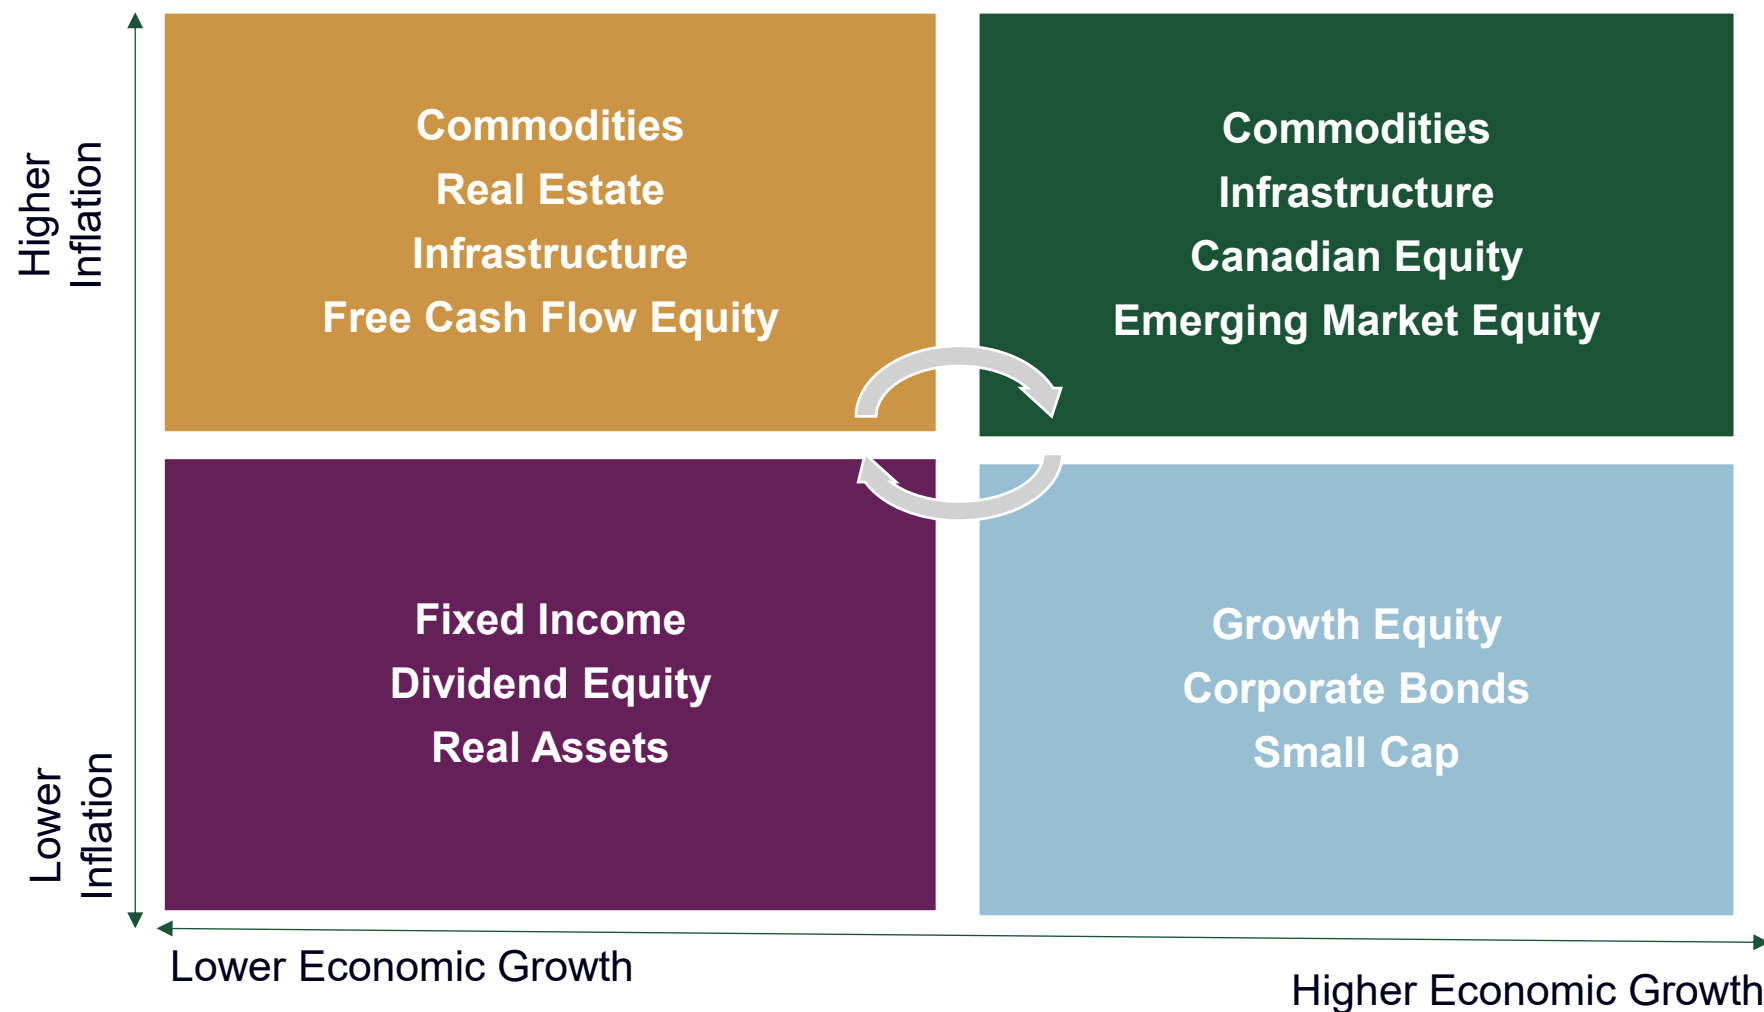 Higher
Inflation
Commodities
Real Estate
Infrastructure
Free Cash Flow Equity
Commodities
Infrastructure
Canadian Equity
Emerging Market Equity
Lower
Inflation
Fixed Income
Dividend Equity
Real Assets
Growth Equity
Corporate Bonds
Small Cap
Lower Economic Growth
Higher Economic Growth